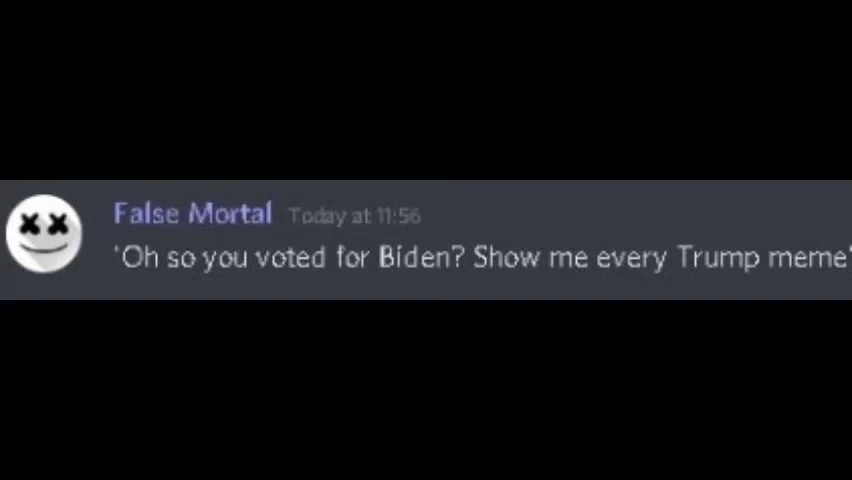 False Mortal Today at 11:56
'Oh so you voted for Biden? Show me every Trump meme'